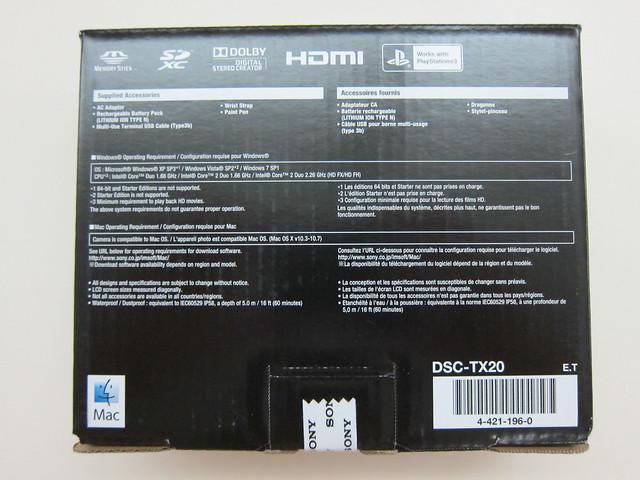 MEMORY STICK™
SD XC
DOLBY DIGITAL STEREO CREATOR
HDMI
Works with PlayStation®3
Supplied Accessories
• AC Adaptor
• Rechargeable Battery Pack
(LITHIUM ION TYPE N)
• Multi-Use Terminal USB Cable (Type3b)
• Wrist Strap
• Paint Pen
Accessoires fournis
• Adaptateur CA
• Batterie rechargeable
(LITHIUM ION TYPE N)
• Câble USB pour borne multi-usage
(type 3b)
• Dragonne
• Stylet-pinceau
■Windows® Operating Requirement / Configuration requise pour Windows®
OS : Microsoft® Windows® XP SP3*1 / Windows Vista® SP2*2 / Windows 7 SP1
CPU*3 : Intel® Core™ Duo 1.66 GHz / Intel® Core™ 2 Duo 1.66 GHz / Intel® Core™ 2 Duo 2.26 GHz (HD FX/HD FH)
*1 64-bit and Starter Editions are not supported.
*2 Starter Edition is not supported.
*3 Minimum requirement to play back HD movies.
The above system requirements do not guarantee proper operation.
*1 Les éditions 64 bits et Starter ne sont pas prises en charge.
*2 L'édition Starter n'est pas prise en charge.
*3 Configuration minimale requise pour la lecture des films HD.
Les qualités indispensables du système, décrites plus haut, ne garantissent pas le bon
fonctionnement.
■Mac Operating Requirement / Configuration requise pour Mac
Camera is compatible to Mac OS. / L'appareil photo est compatible Mac OS. (Mac OS X v10.3-10.7)
See URL below for operating requirements for download software.
http://www.sony.co.jp/imsoft/Mac/
※Download software availability depends on region and model.
Consultez l'URL ci-dessous pour connaître la configuration requise pour télécharger le logiciel.
http://www.sony.co.jp/imsoft/Mac/
※La disponibilité du téléchargement du logiciel dépend de la région et du modèle.
• All designs and specifications are subject to change without notice.
• LCD screen sizes measured diagonally.
• Not all accessories are available in all countries/regions.
• Waterproof / Dustproof : equivalent to IEC60529 IP58, a depth of 5.0 m / 16 ft (60 minutes)
• La conception et les spécifications sont susceptibles de changer sans préavis.
• Les tailles de l'écran LCD sont mesurées en diagonale.
• La disponibilité de tous les accessoires n'est pas garantie dans tous les pays/régions.
• Etanchéité à l'eau / à la poussière : équivalente à la norme IEC60529 IP58, à une profondeur de
5,0 m / 16 ft (60 minutes)
Mac
SONY
SONY
SONY
DSC-TX20
E.T
4-421-196-0